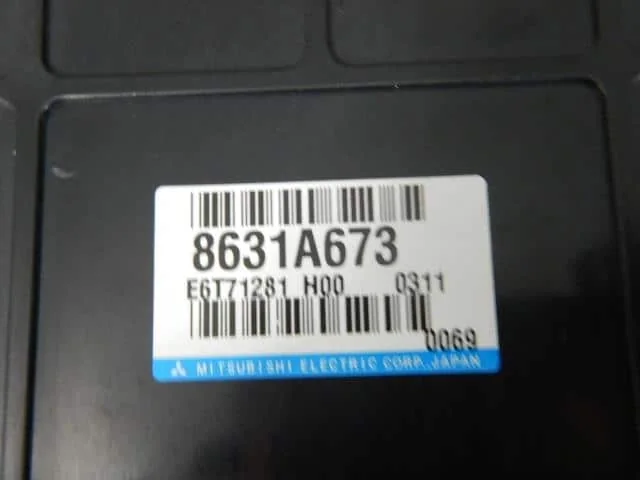 8631A673
E6T71281 H00 0311
0069
MITSUBISHI ELECTRIC CORP. JAPAN